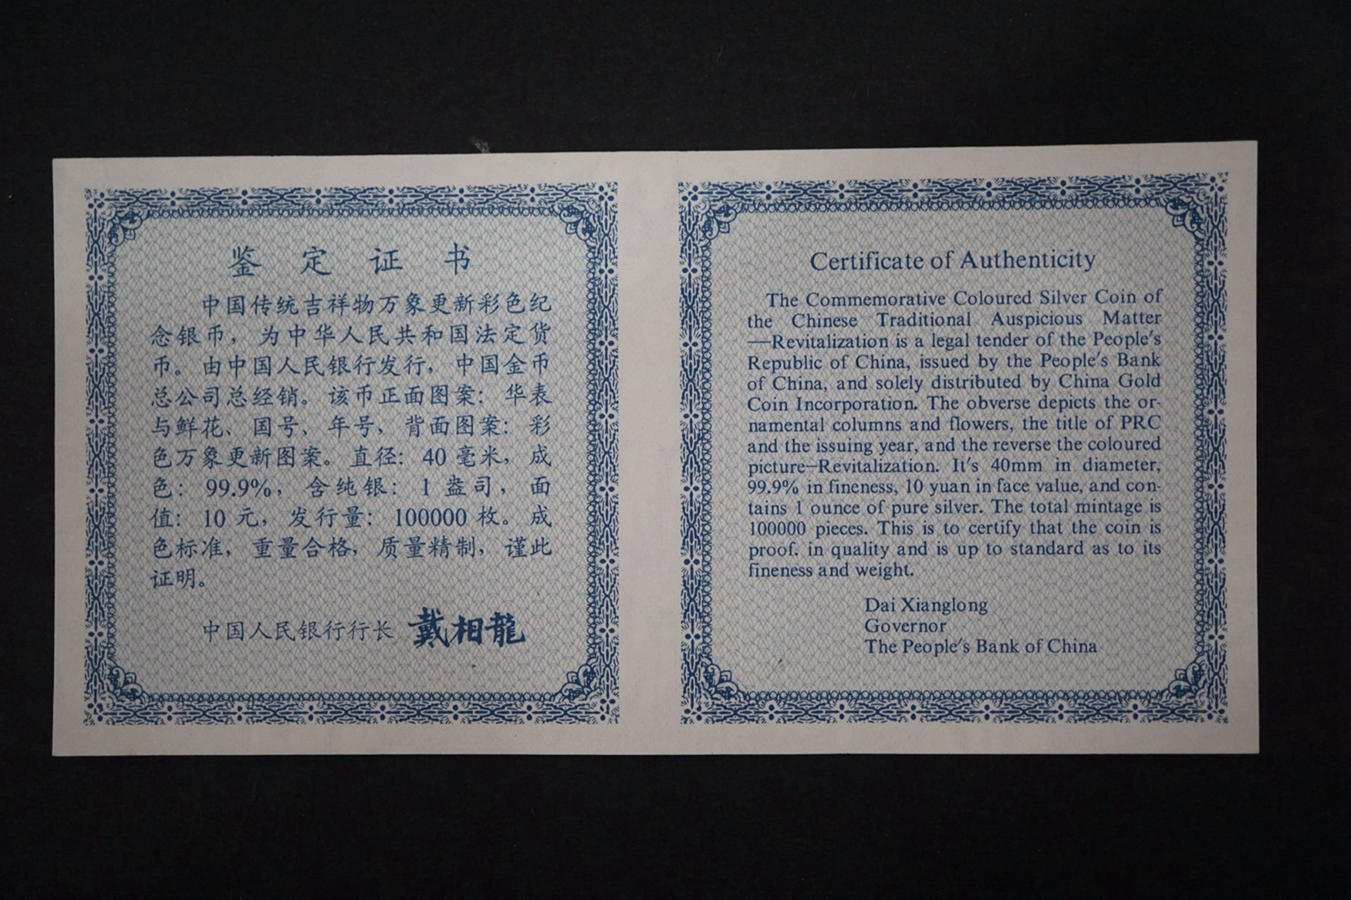 鉴定证书
中国传统吉祥物万象更新彩色纪
念银币，为中华人民共和国法定货
币。由中国人民银行发行，中国金币
总公司总经销。该币正面图案：华表
与鲜花、国号、年号，背面图案：彩
色万象更新图案。直径：40毫米，成
色：99.9%，含纯银：1盎司，面
值：10元，发行量：100000枚。成
色标准，重量合格，质量精制，谨此
证明。
中国人民银行行长 戴相龍
Certificate of Authenticity
The Commemorative Coloured Silver Coin of
the Chinese Traditional Auspicious Matter
—Revitalization is a legal tender of the People's
Republic of China, issued by the People's Bank
of China, and solely distributed by China Gold
Coin Incorporation. The obverse depicts the or-
namental columns and flowers, the title of PRC
and the issuing year, and the reverse the coloured
picture—Revitalization. It's 40mm in diameter,
99.9% in fineness, 10 yuan in face value, and con-
tains 1 ounce of pure silver. The total mintage is
100000 pieces. This is to certify that the coin is
proof. in quality and is up to standard as to its
fineness and weight.
Dai Xianglong
Governor
The People's Bank of China